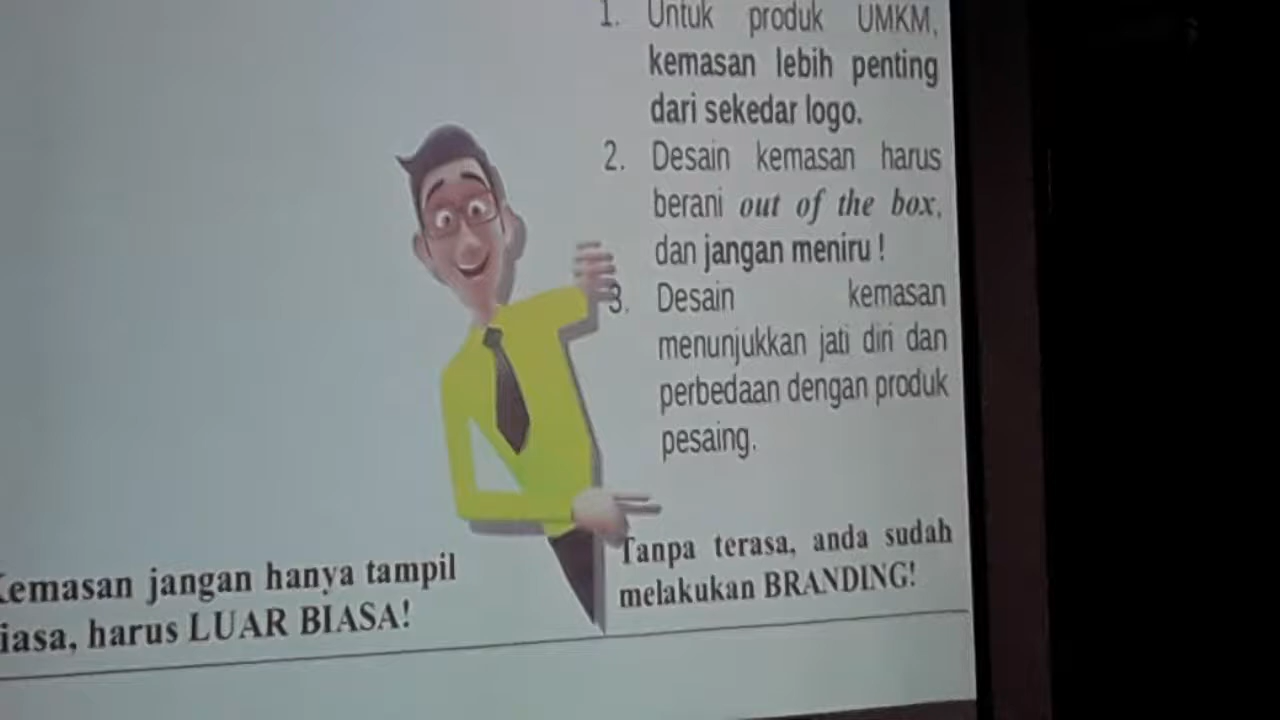 1. Untuk produk UMKM,
kemasan lebih penting
dari sekedar logo.
2. Desain kemasan harus
berani out of the box,
dan jangan meniru !
3. Desain kemasan
menunjukkan jati diri dan
perbedaan dengan produk
pesaing.
Tanpa terasa, anda sudah
melakukan BRANDING!
Kemasan jangan hanya tampil
iasa, harus LUAR BIASA!